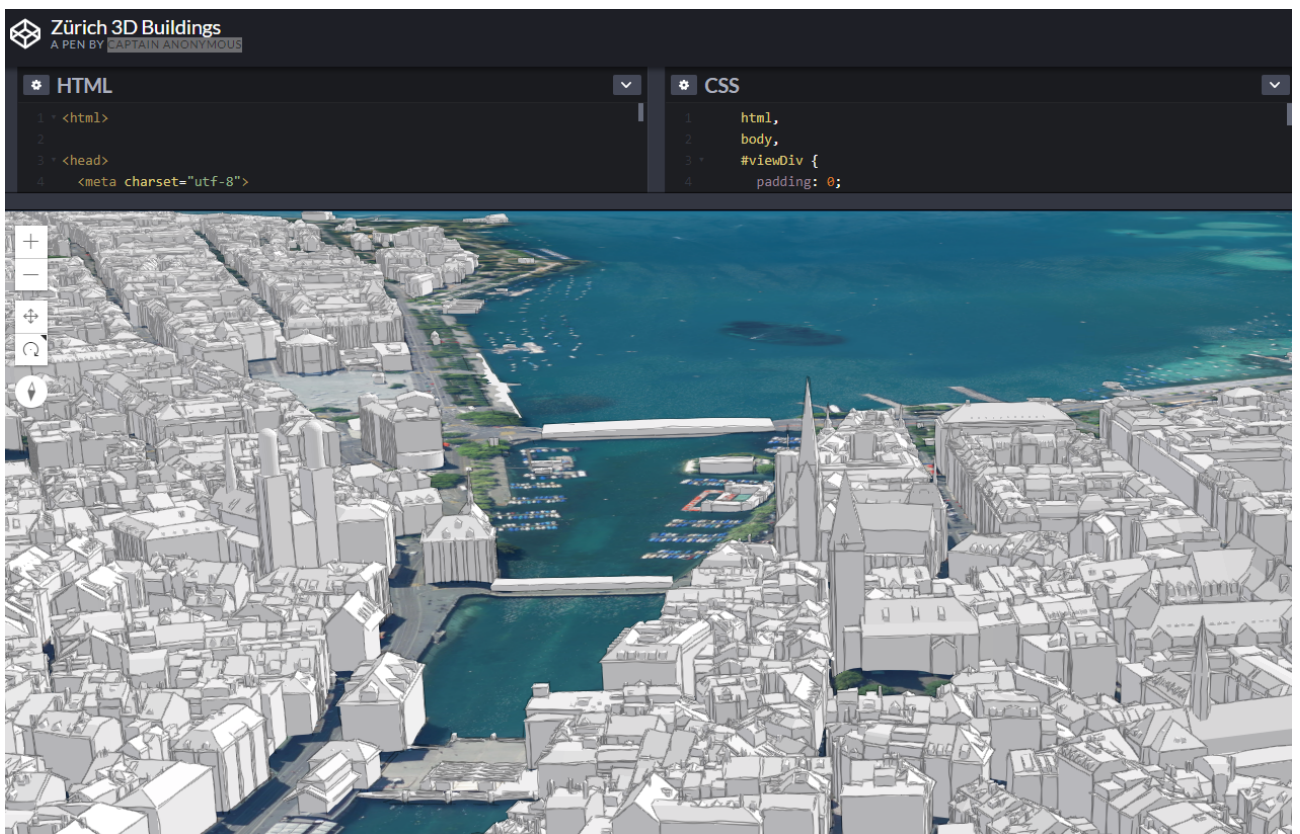 Zürich 3D Buildings
A PEN BY CAPTAIN ANONYMOUS
HTML
1 <html>
2
3 <head>
4 <meta charset="utf-8">
CSS
1 html,
2 body,
3 #viewDiv {
4 padding: 0;